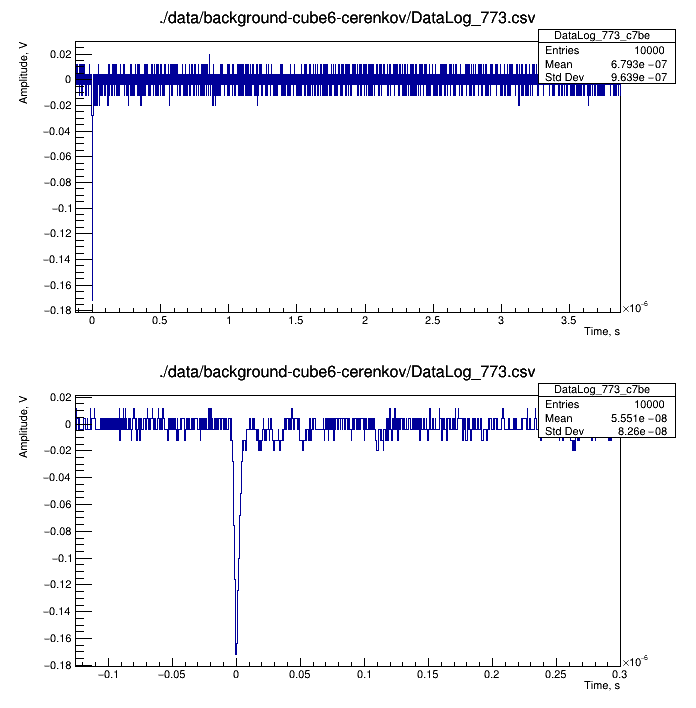 ./data/background-cube6-cerenkov/DataLog_773.csv
DataLog_773_c7be
Entries 10000
Mean 6.793e−07
Std Dev 9.639e−07
Amplitude, V
0.02
0
−0.02
−0.04
−0.06
−0.08
−0.1
−0.12
−0.14
−0.16
−0.18
0 0.5 1 1.5 2 2.5 3 3.5
×10-6
Time, s
./data/background-cube6-cerenkov/DataLog_773.csv
DataLog_773_c7be
Entries 10000
Mean 5.551e−08
Std Dev 8.26e−08
Amplitude, V
0.02
0
−0.02
−0.04
−0.06
−0.08
−0.1
−0.12
−0.14
−0.16
−0.18
−0.1 −0.05 0 0.05 0.1 0.15 0.2 0.25 0.3
×10-6
Time, s